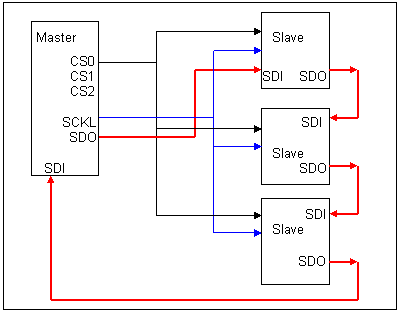 Master
CS0
CS1
CS2
SCKL
SDO
SDI
Slave
SDI SDO
SDI
Slave
SDO
SDI
Slave
SDO